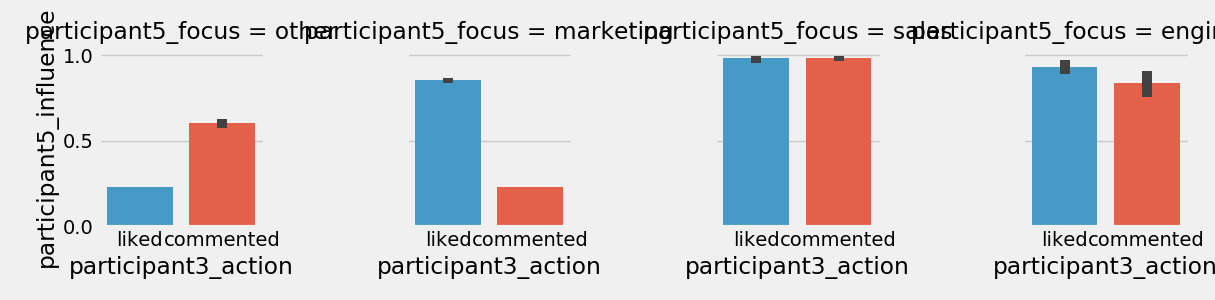 participant5_focus = other
participant5_focus = marketing
participant5_focus = sales
participant5_focus = engin
participant5_influence
1.0
0.5
0.0
liked commented
liked commented
liked commented
liked commented
participant3_action
participant3_action
participant3_action
participant3_action